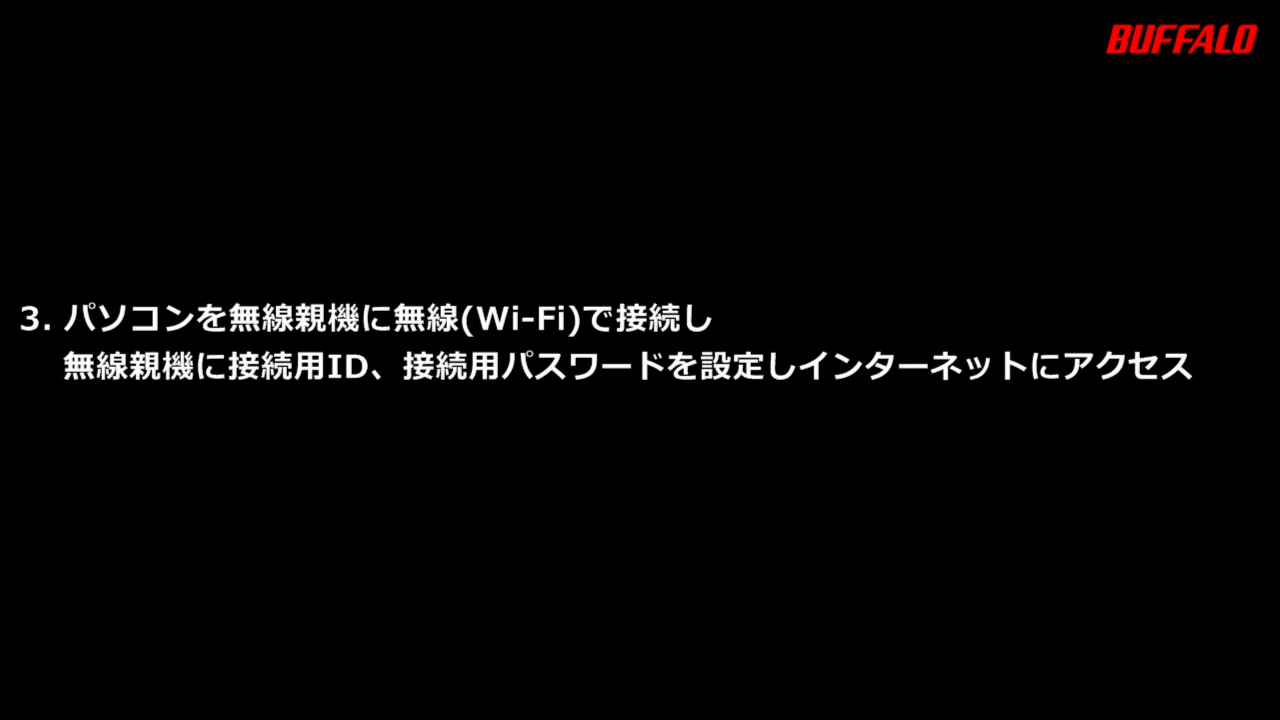 BUFFALO
3. パソコンを無線親機に無線(Wi-Fi)で接続し
無線親機に接続用ID、接続用パスワードを設定しインターネットにアクセス